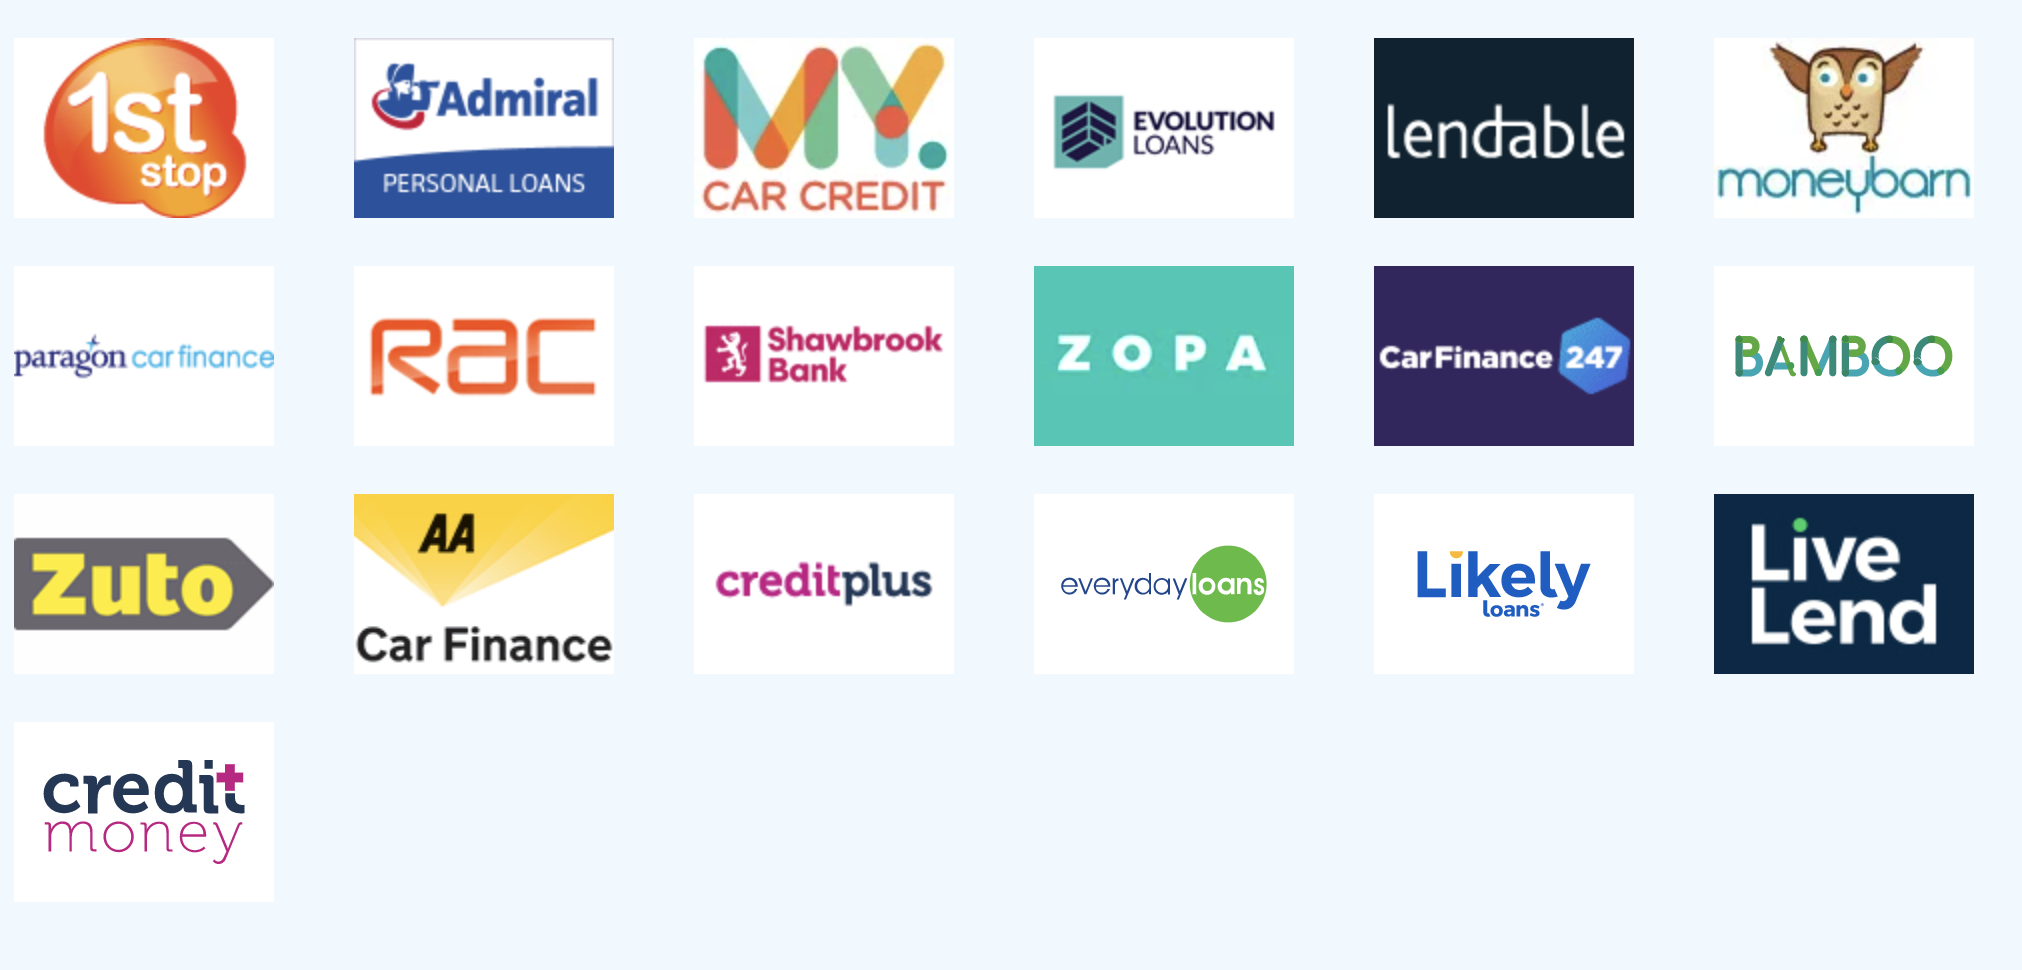 1st
stop
Admiral
PERSONAL LOANS
MY.
CAR CREDIT
EVOLUTION
LOANS
lendable
moneybarn
paragon car finance
RAC
Shawbrook
Bank
ZOPA
CarFinance 247
BAMBOO
Zuto
AA
Car Finance
creditplus
everyday loans
Likely
loans
Live
Lend
credit
money